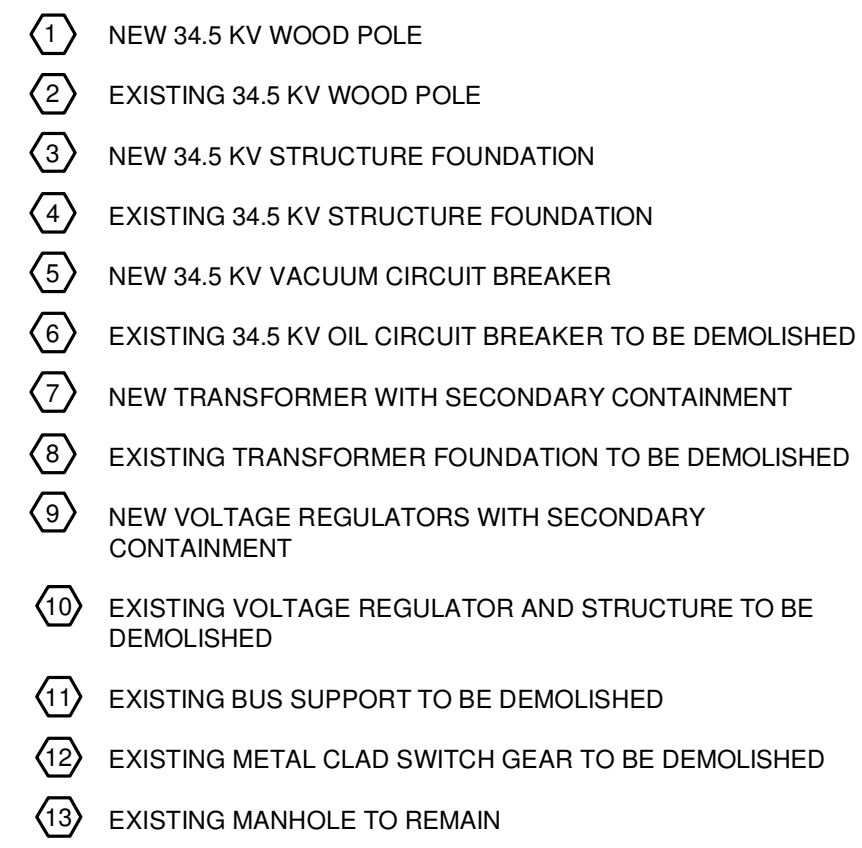 1 NEW 34.5 KV WOOD POLE
2 EXISTING 34.5 KV WOOD POLE
3 NEW 34.5 KV STRUCTURE FOUNDATION
4 EXISTING 34.5 KV STRUCTURE FOUNDATION
5 NEW 34.5 KV VACUUM CIRCUIT BREAKER
6 EXISTING 34.5 KV OIL CIRCUIT BREAKER TO BE DEMOLISHED
7 NEW TRANSFORMER WITH SECONDARY CONTAINMENT
8 EXISTING TRANSFORMER FOUNDATION TO BE DEMOLISHED
9 NEW VOLTAGE REGULATORS WITH SECONDARY
CONTAINMENT
10 EXISTING VOLTAGE REGULATOR AND STRUCTURE TO BE
DEMOLISHED
11 EXISTING BUS SUPPORT TO BE DEMOLISHED
12 EXISTING METAL CLAD SWITCH GEAR TO BE DEMOLISHED
13 EXISTING MANHOLE TO REMAIN